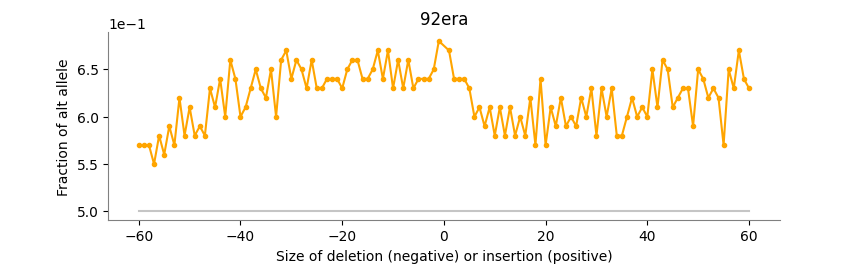 92era
1e−1
6.5
6.0
5.5
5.0
Fraction of alt allele
−60 −40 −20 0 20 40 60
Size of deletion (negative) or insertion (positive)